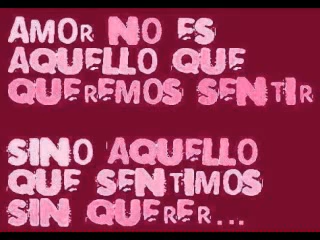 AMOR NO ES
AQUELLO QUE
QUEREMOS SENTIR
SINO AQUELLO
QUE SENTIMOS
SIN QUERER...